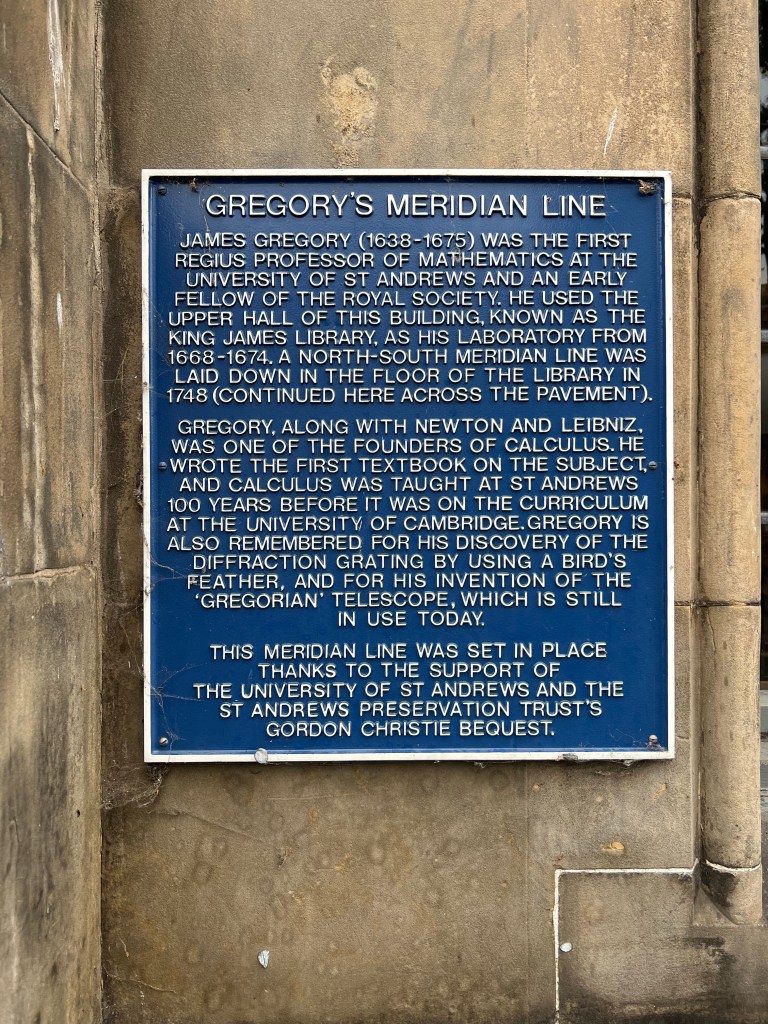 GREGORY'S MERIDIAN LINE
JAMES GREGORY (1638-1675) WAS THE FIRST
REGIUS PROFESSOR OF MATHEMATICS AT THE
UNIVERSITY OF ST ANDREWS AND AN EARLY
FELLOW OF THE ROYAL SOCIETY. HE USED THE
UPPER HALL OF THIS BUILDING, KNOWN AS THE
KING JAMES LIBRARY, AS HIS LABORATORY FROM
1668-1674. A NORTH-SOUTH MERIDIAN LINE WAS
LAID DOWN IN THE FLOOR OF THE LIBRARY IN
1748 (CONTINUED HERE ACROSS THE PAVEMENT).
GREGORY, ALONG WITH NEWTON AND LEIBNIZ,
WAS ONE OF THE FOUNDERS OF CALCULUS. HE
WROTE THE FIRST TEXTBOOK ON THE SUBJECT,
AND CALCULUS WAS TAUGHT AT ST ANDREWS
100 YEARS BEFORE IT WAS ON THE CURRICULUM
AT THE UNIVERSITY OF CAMBRIDGE. GREGORY IS
ALSO REMEMBERED FOR HIS DISCOVERY OF THE
DIFFRACTION GRATING BY USING A BIRD'S
FEATHER, AND FOR HIS INVENTION OF THE
'GREGORIAN' TELESCOPE, WHICH IS STILL
IN USE TODAY.
THIS MERIDIAN LINE WAS SET IN PLACE
THANKS TO THE SUPPORT OF
THE UNIVERSITY OF ST ANDREWS AND THE
ST ANDREWS PRESERVATION TRUST'S
GORDON CHRISTIE BEQUEST.